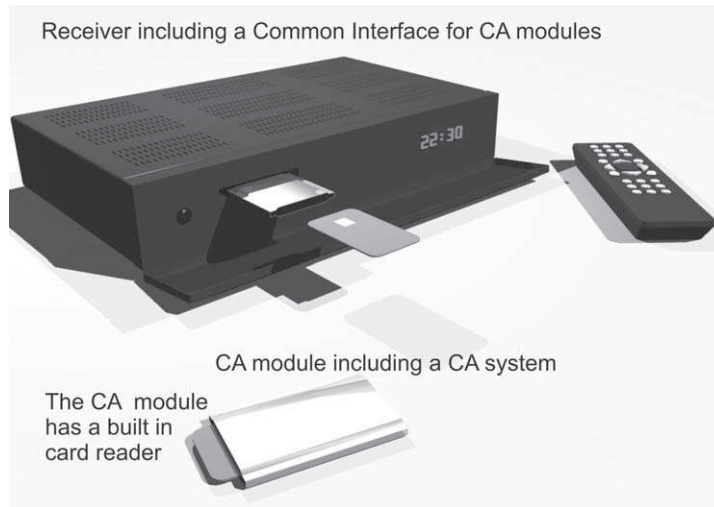 Receiver including a Common Interface for CA modules
22:30
CA module including a CA system
The CA module
has a built in
card reader